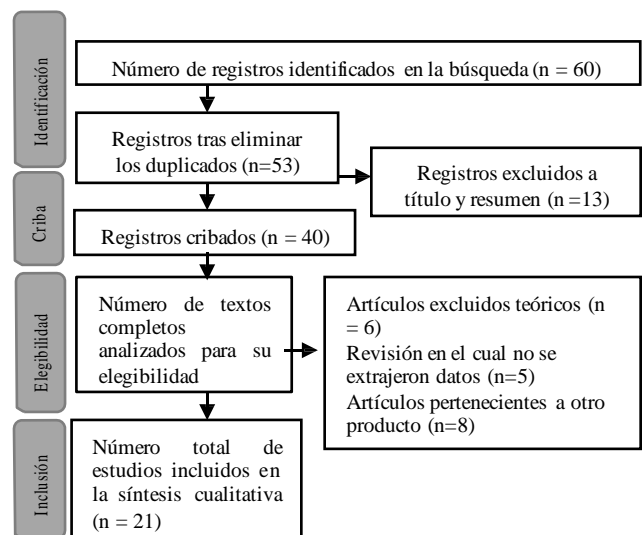 Identificación
Número de registros identificados en la búsqueda (n = 60)
Registros tras eliminar
los duplicados (n=53)
Registros excluidos a
título y resumen (n =13)
Criba
Registros cribados (n = 40)
Elegibilidad
Número de textos
completos
analizados para su
elegibilidad
Artículos excluidos teóricos (n
= 6)
Revisión en el cual no se
extrajeron datos (n=5)
Artículos pertenecientes a otro
producto (n=8)
Inclusión
Número total de
estudios incluidos en
la síntesis cualitativa
(n = 21)